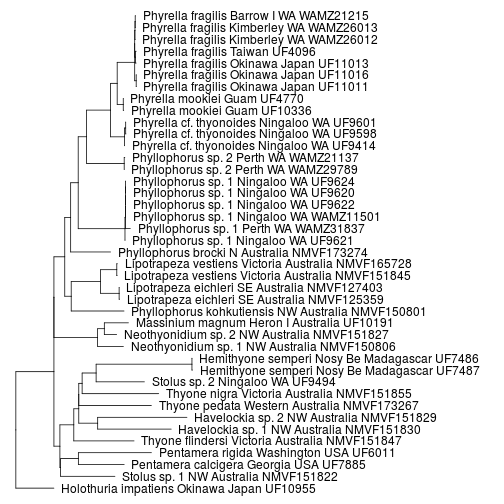 Phyrella fragilis Barrow I WA WAMZ21215
Phyrella fragilis Kimberley WA WAMZ26013
Phyrella fragilis Kimberley WA WAMZ26012
Phyrella fragilis Taiwan UF4096
Phyrella fragilis Okinawa Japan UF11013
Phyrella fragilis Okinawa Japan UF11016
Phyrella fragilis Okinawa Japan UF11011
Phyrella mookiei Guam UF4770
Phyrella mookiei Guam UF10336
Phyrella cf. thyonoides Ningaloo WA UF9601
Phyrella cf. thyonoides Ningaloo WA UF9598
Phyrella cf. thyonoides Ningaloo WA UF9414
Phyllophorus sp. 2 Perth WA WAMZ21137
Phyllophorus sp. 2 Perth WA WAMZ29789
Phyllophorus sp. 1 Ningaloo WA UF9624
Phyllophorus sp. 1 Ningaloo WA UF9620
Phyllophorus sp. 1 Ningaloo WA UF9622
Phyllophorus sp. 1 Ningaloo WA WAMZ11501
Phyllophorus sp. 1 Perth WA WAMZ31837
Phyllophorus sp. 1 Ningaloo WA UF9621
Phyllophorus brocki N Australia NMVF173274
Lipotrapeza vestiens Victoria Australia NMVF165728
Lipotrapeza vestiens Victoria Australia NMVF151845
Lipotrapeza eichleri SE Australia NMVF127403
Lipotrapeza eichleri SE Australia NMVF125359
Phyllophorus kohkutiensis NW Australia NMVF150801
Massinium magnum Heron I Australia UF10191
Neothyonidium sp. 2 NW Australia NMVF151827
Neothyonidium sp. 1 NW Australia NMVF150806
Hemithyone semperi Nosy Be Madagascar UF7486
Hemithyone semperi Nosy Be Madagascar UF7487
Stolus sp. 2 Ningaloo WA UF9494
Thyone nigra Victoria Australia NMVF151855
Thyone pedata Western Australia NMVF173267
Havelockia sp. 2 NW Australia NMVF151829
Havelockia sp. 1 NW Australia NMVF151830
Thyone flindersi Victoria Australia NMVF151847
Pentamera rigida Washington USA UF6011
Pentamera calcigera Georgia USA UF7885
Stolus sp. 1 NW Australia NMVF151822
Holothuria impatiens Okinawa Japan UF10955